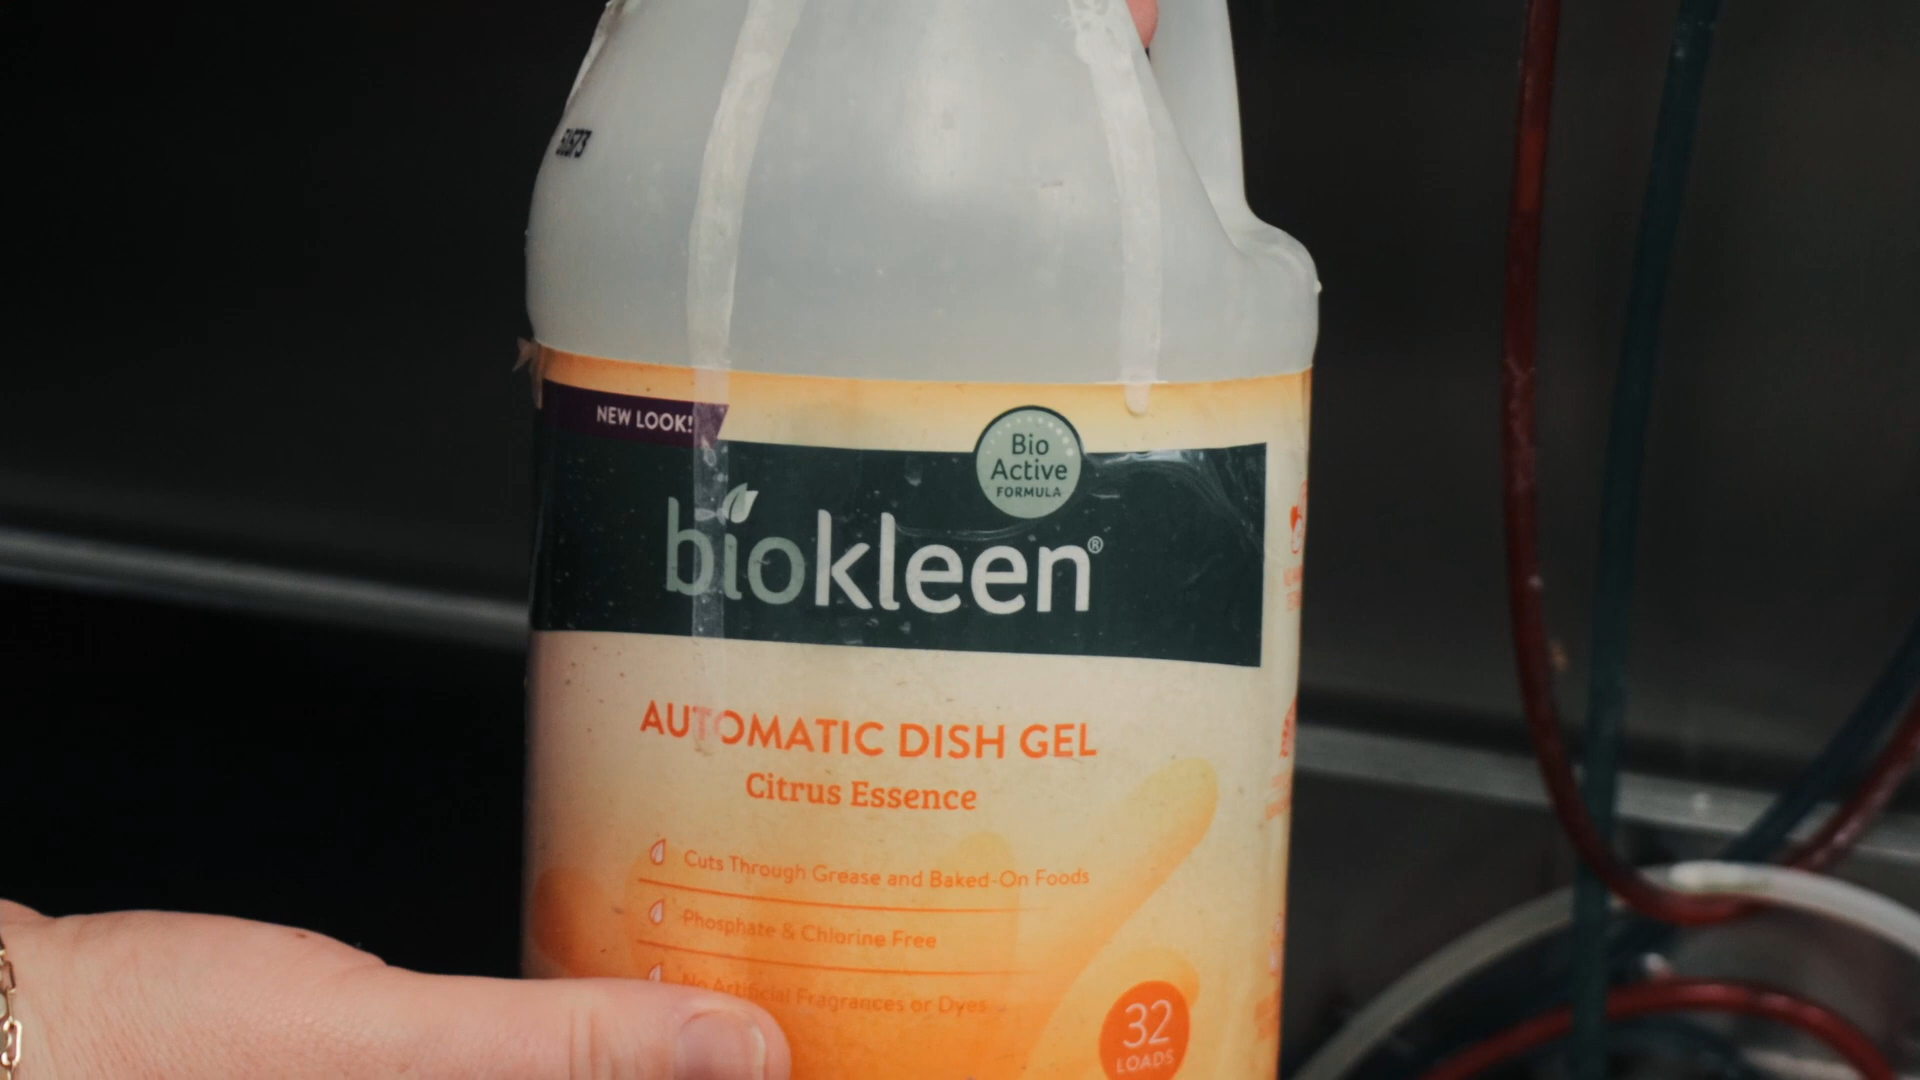 51673
NEW LOOK!
Bio
Active
FORMULA
biokleen®
AUTOMATIC DISH GEL
Citrus Essence
Cuts Through Grease and Baked-On Foods
Phosphate & Chlorine Free
No Artificial Fragrances or Dyes
32
LOADS